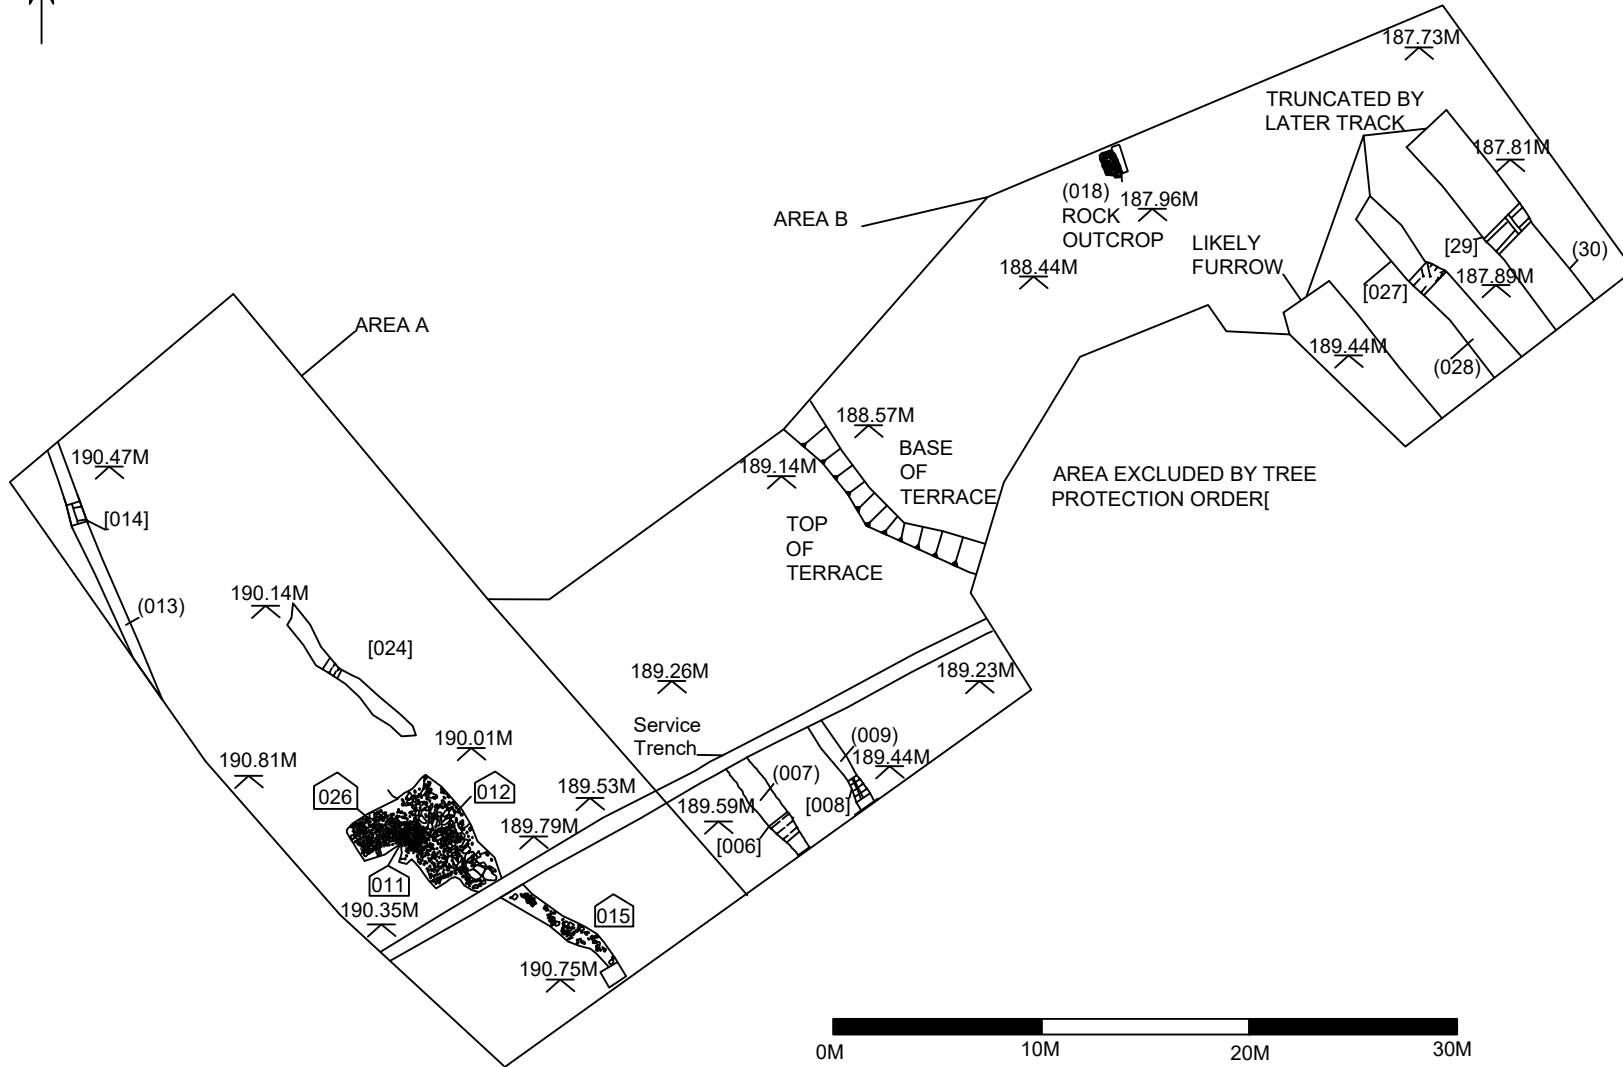 187.73M
TRUNCATED BY
LATER TRACK
187.81M
(018)
ROCK
OUTCROP
187.96M
AREA B
LIKELY
FURROW
[29]
(30)
188.44M
187.89M
[027]
AREA A
189.44M
(028)
188.57M
BASE
OF
TERRACE
190.47M
189.14M
AREA EXCLUDED BY TREE
PROTECTION ORDER[
[014]
TOP
OF
TERRACE
190.14M
(013)
[024]
189.26M
189.23M
Service
Trench
190.01M
(009)
190.81M
189.44M
(007)
026
012
189.53M
189.59M
[008]
189.79M
[006]
011
190.35M
015
190.75M
0M
10M
20M
30M